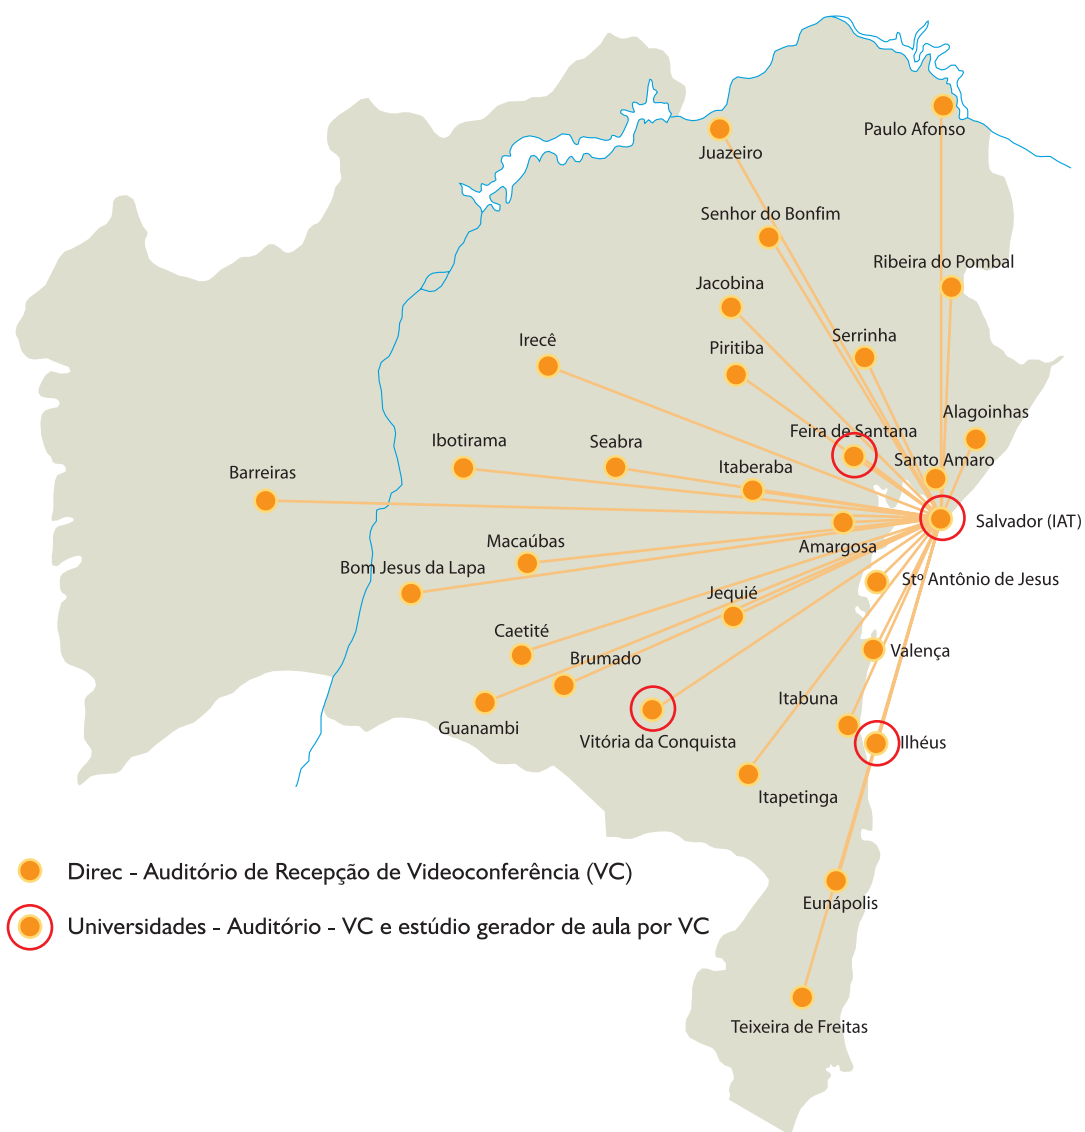 Paulo Afonso
Juazeiro
Senhor do Bonfim
Ribeira do Pombal
Jacobina
Serrinha
Irecê
Piritiba
Alagoinhas
Feira de Santana
Ibotirama
Seabra
Santo Amaro
Itaberaba
Barreiras
Salvador (IAT)
Macaúbas
Amargosa
Bom Jesus da Lapa
Stº Antônio de Jesus
Jequié
Caetité
Valença
Brumado
Itabuna
Guanambi
Vitória da Conquista
Ilhéus
Itapetinga
Direc - Auditório de Recepção de Videoconferência (VC)
Eunápolis
Universidades - Auditório - VC e estúdio gerador de aula por VC
Teixeira de Freitas